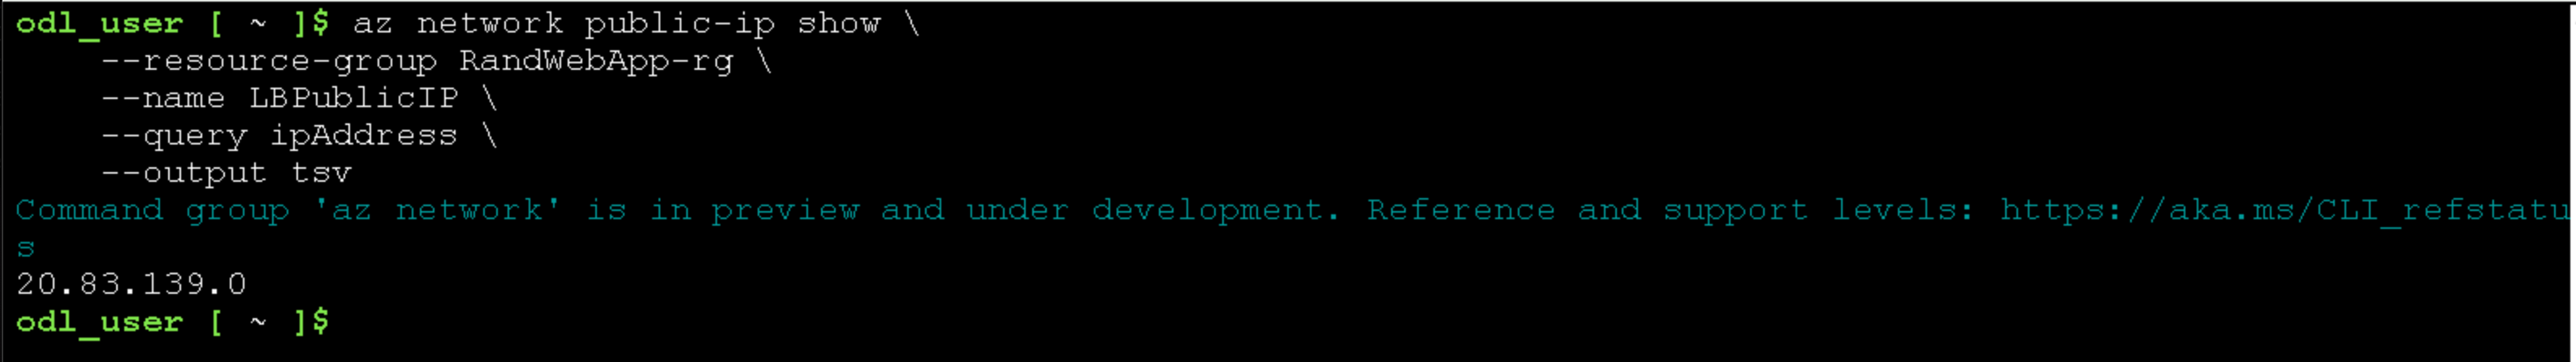 odl_user [ ~ ]$ az network public-ip show \
    --resource-group RandWebApp-rg \
    --name LBPublicIP \
    --query ipAddress \
    --output tsv
Command group 'az network' is in preview and under development. Reference and support levels: https://aka.ms/CLI_refstatu
s
20.83.139.0
odl_user [ ~ ]$